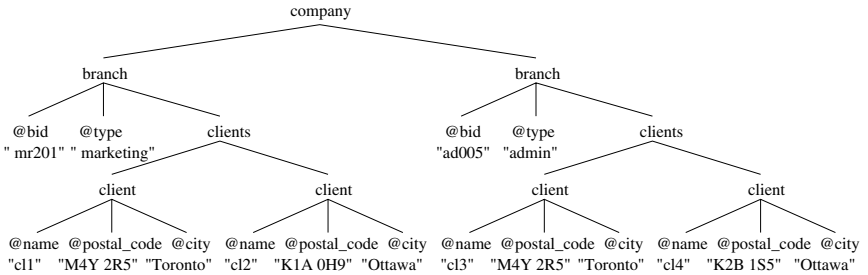 company
branch branch
@bid @type clients @bid @type clients
" mr201" " marketing" "ad005" "admin"
client client client client
@name @postal_code @city @name @postal_code @city @name @postal_code @city @name @postal_code @city
"cl1" "M4Y 2R5" "Toronto" "cl2" "K1A 0H9" "Ottawa" "cl3" "M4Y 2R5" "Toronto" "cl4" "K2B 1S5" "Ottawa"